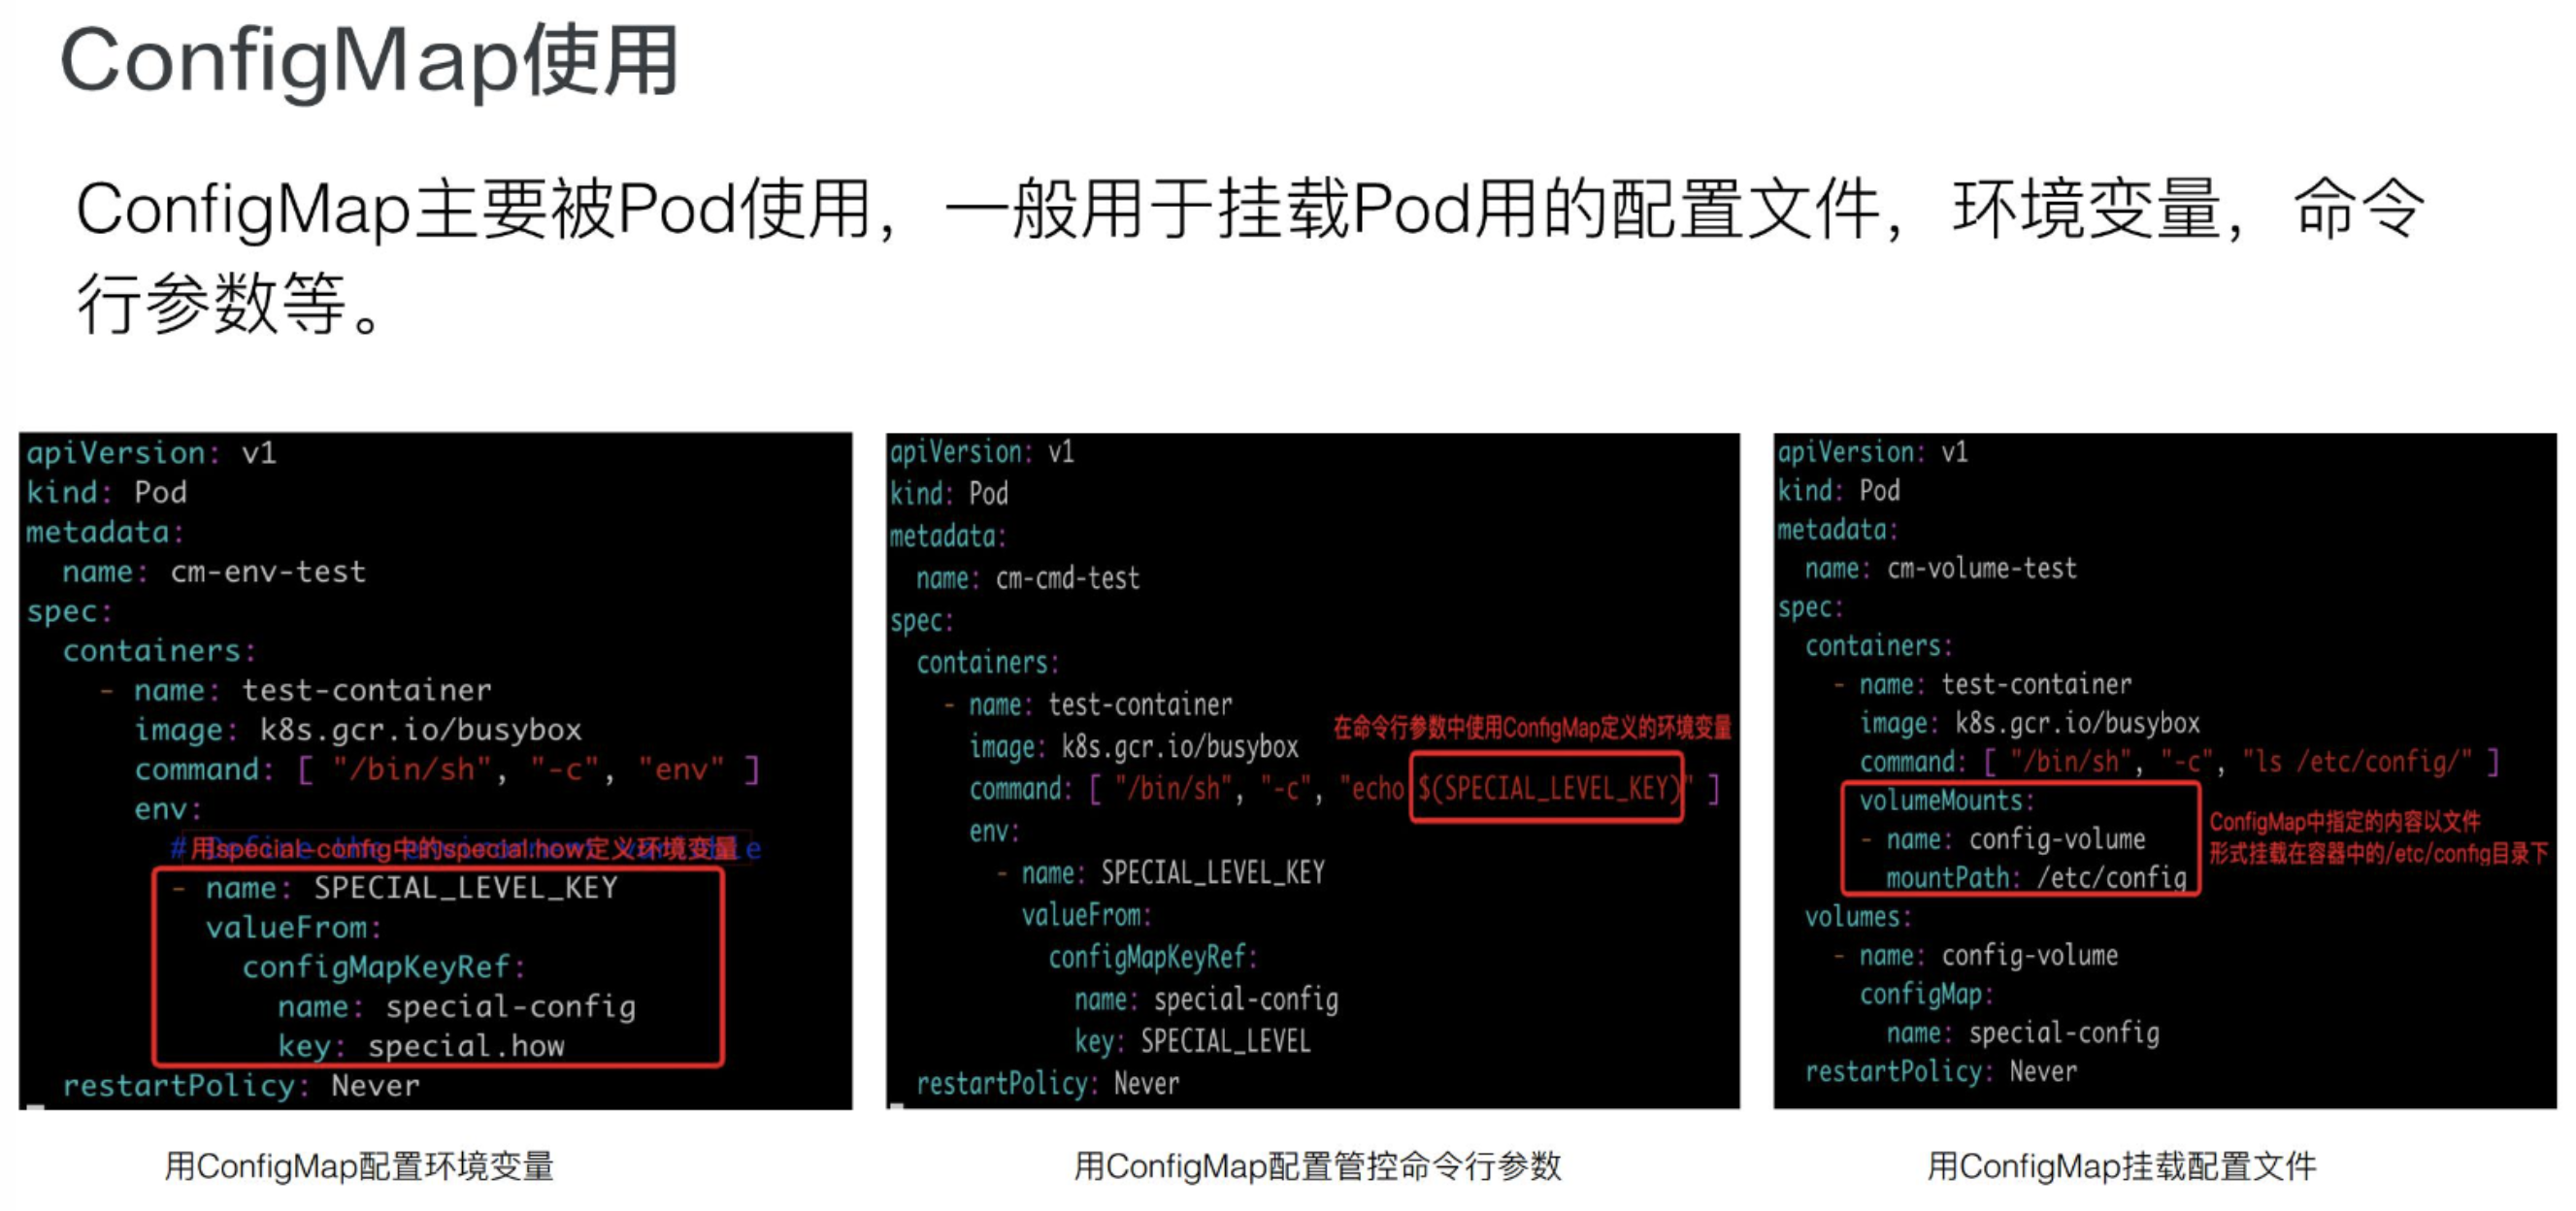 ConfigMap使用
ConfigMap主要被Pod使用，一般用于挂载Pod用的配置文件，环境变量，命令
行参数等。
apiVersion: v1
kind: Pod
metadata:
  name: cm-env-test
spec:
  containers:
    - name: test-container
      image: k8s.gcr.io/busybox
      command: [ "/bin/sh", "-c", "env" ]
      env:
        # 用special-config中的special.how定义环境变量
        - name: SPECIAL_LEVEL_KEY
          valueFrom:
            configMapKeyRef:
              name: special-config
              key: special.how
  restartPolicy: Never
用ConfigMap配置环境变量
apiVersion: v1
kind: Pod
metadata:
  name: cm-cmd-test
spec:
  containers:
    - name: test-container
在命令行参数中使用ConfigMap定义的环境变量
      image: k8s.gcr.io/busybox
      command: [ "/bin/sh", "-c", "echo $(SPECIAL_LEVEL_KEY)" ]
      env:
        - name: SPECIAL_LEVEL_KEY
          valueFrom:
            configMapKeyRef:
              name: special-config
              key: SPECIAL_LEVEL
  restartPolicy: Never
用ConfigMap配置管控命令行参数
apiVersion: v1
kind: Pod
metadata:
  name: cm-volume-test
spec:
  containers:
    - name: test-container
      image: k8s.gcr.io/busybox
      command: [ "/bin/sh", "-c", "ls /etc/config/" ]
      volumeMounts:
      - name: config-volume
        mountPath: /etc/config
ConfigMap中指定的内容以文件
形式挂载在容器中的/etc/config目录下
  volumes:
    - name: config-volume
      configMap:
        name: special-config
  restartPolicy: Never
用ConfigMap挂载配置文件